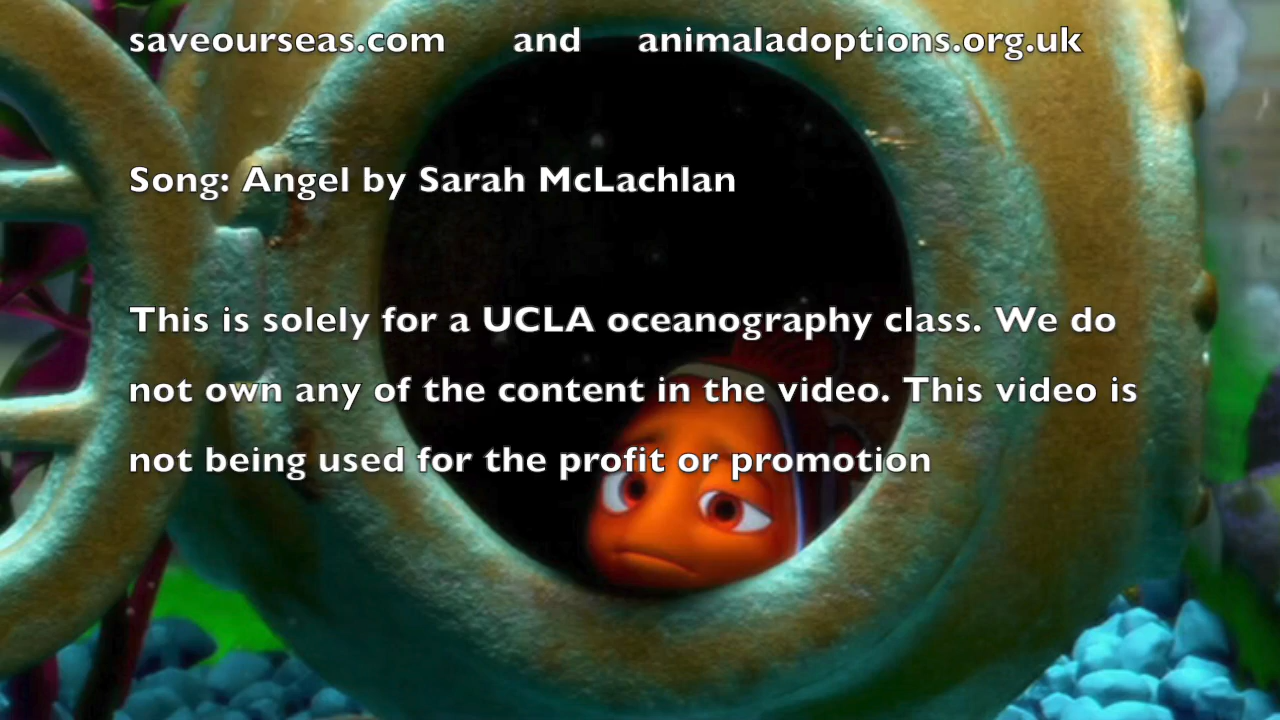 saveourseas.com and animaladoptions.org.uk
Song: Angel by Sarah McLachlan
This is solely for a UCLA oceanography class. We do
not own any of the content in the video. This video is
not being used for the profit or promotion